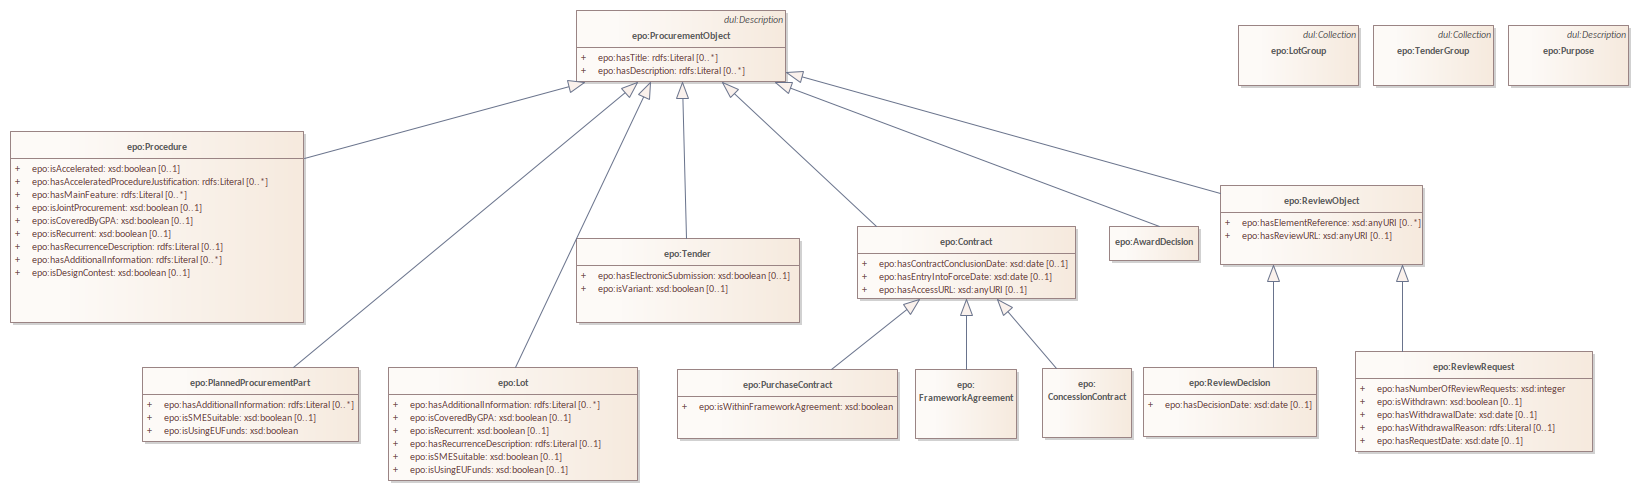 dul:Description
epo:ProcurementObject
+ epo:hasTitle: rdfs:Literal [0..*]
+ epo:hasDescription: rdfs:Literal [0..*]
dul:Collection
epo:LotGroup
dul:Collection
epo:TenderGroup
dul:Description
epo:Purpose
epo:Procedure
+ epo:isAccelerated: xsd:boolean [0..1]
+ epo:hasAcceleratedProcedureJustification: rdfs:Literal [0..*]
+ epo:hasMainFeature: rdfs:Literal [0..*]
+ epo:isJointProcurement: xsd:boolean [0..1]
+ epo:isCoveredByGPA: xsd:boolean [0..1]
+ epo:isRecurrent: xsd:boolean [0..1]
+ epo:hasRecurrenceDescription: rdfs:Literal [0..1]
+ epo:hasAdditionalInformation: rdfs:Literal [0..*]
+ epo:isDesignContest: xsd:boolean [0..1]
epo:Tender
+ epo:hasElectronicSubmission: xsd:boolean [0..1]
+ epo:isVariant: xsd:boolean [0..1]
epo:Contract
+ epo:hasContractConclusionDate: xsd:date [0..1]
+ epo:hasEntryIntoForceDate: xsd:date [0..1]
+ epo:hasAccessURL: xsd:anyURI [0..1]
epo:AwardDecision
epo:ReviewObject
+ epo:hasElementReference: xsd:anyURI [0..*]
+ epo:hasReviewURL: xsd:anyURI [0..1]
epo:PlannedProcurementPart
+ epo:hasAdditionalInformation: rdfs:Literal [0..*]
+ epo:isSMESuitable: xsd:boolean [0..1]
+ epo:isUsingEUFunds: xsd:boolean
epo:Lot
+ epo:hasAdditionalInformation: rdfs:Literal [0..*]
+ epo:isCoveredByGPA: xsd:boolean [0..1]
+ epo:isRecurrent: xsd:boolean [0..1]
+ epo:hasRecurrenceDescription: rdfs:Literal [0..1]
+ epo:isSMESuitable: xsd:boolean [0..1]
+ epo:isUsingEUFunds: xsd:boolean [0..1]
epo:PurchaseContract
+ epo:isWithinFrameworkAgreement: xsd:boolean
epo:
FrameworkAgreement
epo:
ConcessionContract
epo:ReviewDecision
+ epo:hasDecisionDate: xsd:date [0..1]
epo:ReviewRequest
+ epo:hasNumberOfReviewRequests: xsd:integer
+ epo:isWithdrawn: xsd:boolean [0..1]
+ epo:hasWithdrawalDate: xsd:date [0..1]
+ epo:hasWithdrawalReason: rdfs:Literal [0..1]
+ epo:hasRequestDate: xsd:date [0..1]